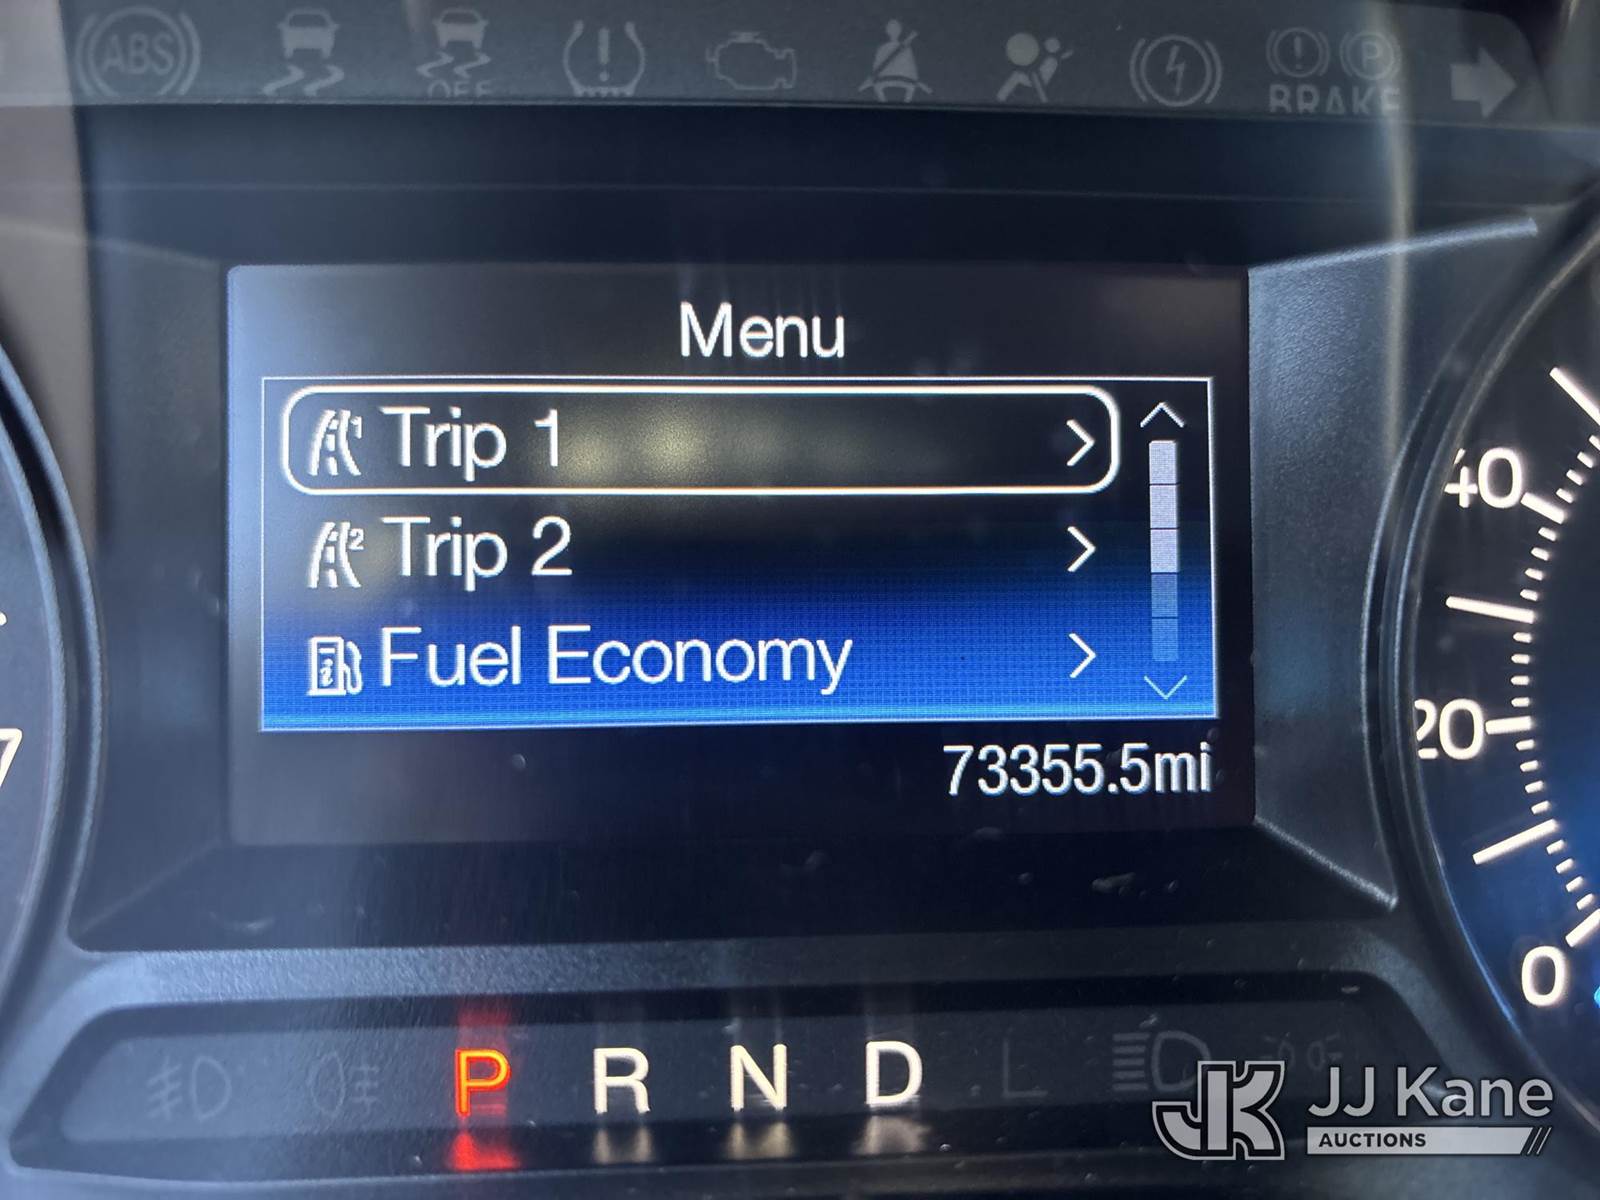 ABS
OFF
BRAKE
Menu
Trip 1
Trip 2
Fuel Economy
73355.5mi
40
20
0
7
P R N D L
JK JJ Kane
AUCTIONS